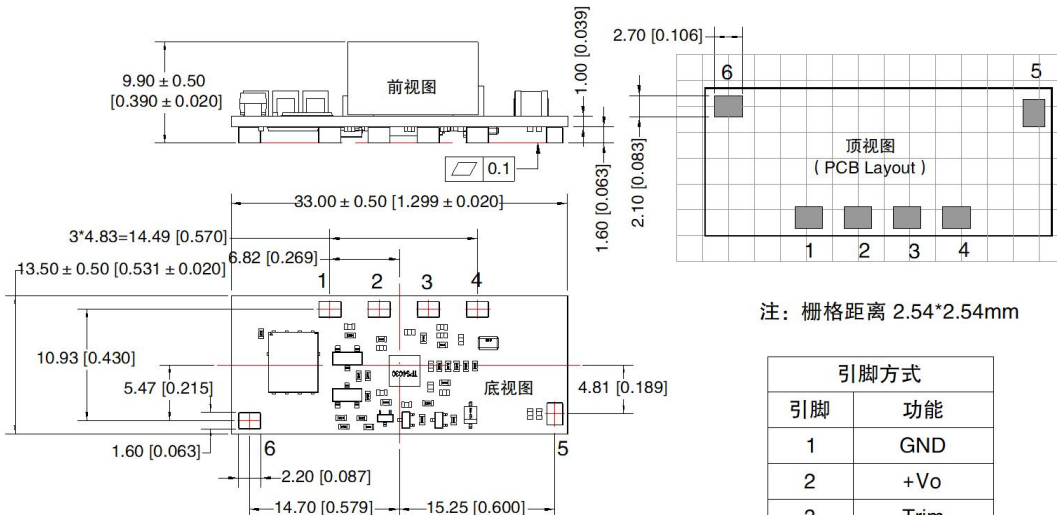 9.90 ± 0.50
[0.390 ± 0.020]
前视图
1.00 [0.039]
0.1
1.60 [0.063]
2.70 [0.106]
6
5
2.10 [0.083]
顶视图
( PCB Layout )
1 2 3 4
33.00 ± 0.50 [1.299 ± 0.020]
3*4.83=14.49 [0.570]
6.82 [0.269]
13.50 ± 0.50 [0.531 ± 0.020]
1 2 3 4
10.93 [0.430]
5.47 [0.215]
TPS4030
底视图
4.81 [0.189]
1.60 [0.063]
6
5
2.20 [0.087]
14.70 [0.579]
15.25 [0.600]
注: 栅格距离 2.54*2.54mm
引脚方式
引脚 功能
1 GND
2 +Vo